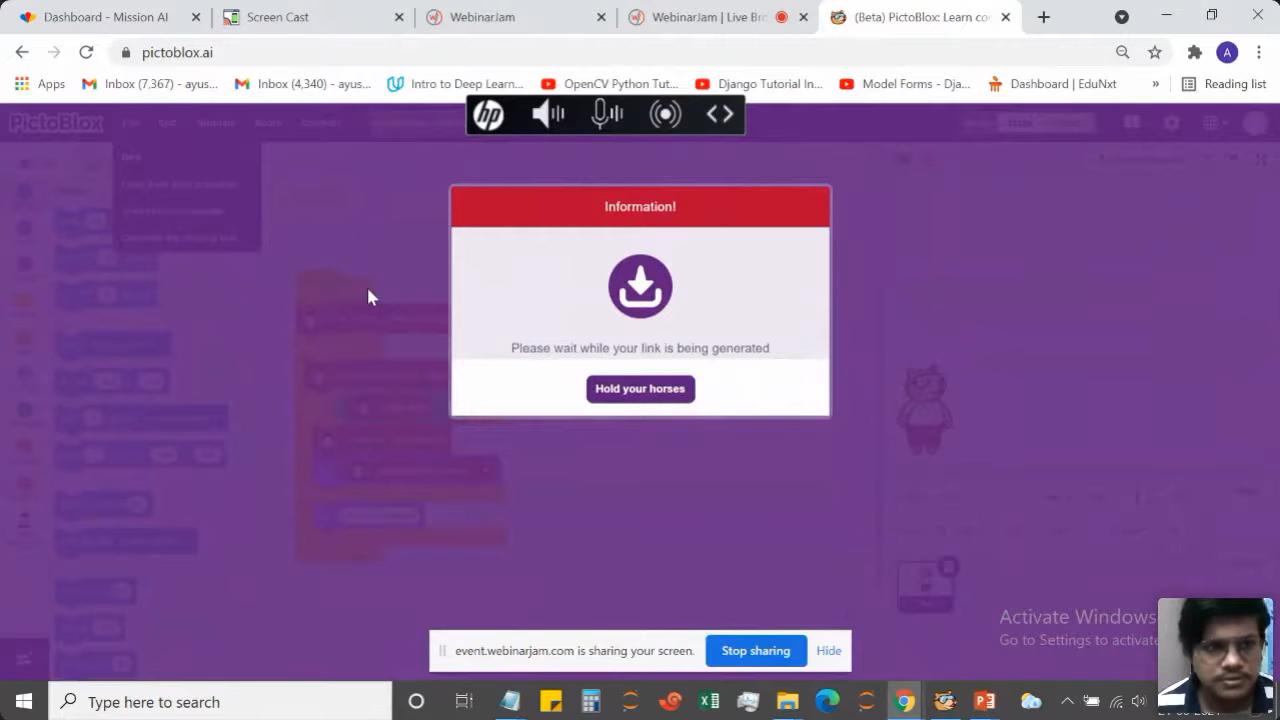 Dashboard - Mission AI
Screen Cast
WebinarJam
WebinarJam | Live Bro
(Beta) PictoBlox: Learn co
pictoblox.ai
A
Apps
Inbox (7 367) - ayus...
Inbox (4 340) - ayus...
Intro to Deep Learn...
OpenCV Python Tut...
Django Tutorial In...
Model Forms - Dja...
Dashboard | EduNxt
»
Reading list
hp
PictoBlox
Information!
Please wait while your link is being generated
Hold your horses
Activate Windows
Go to Settings to activate
event.webinarjam.com is sharing your screen.
Stop sharing
Hide
Type here to search